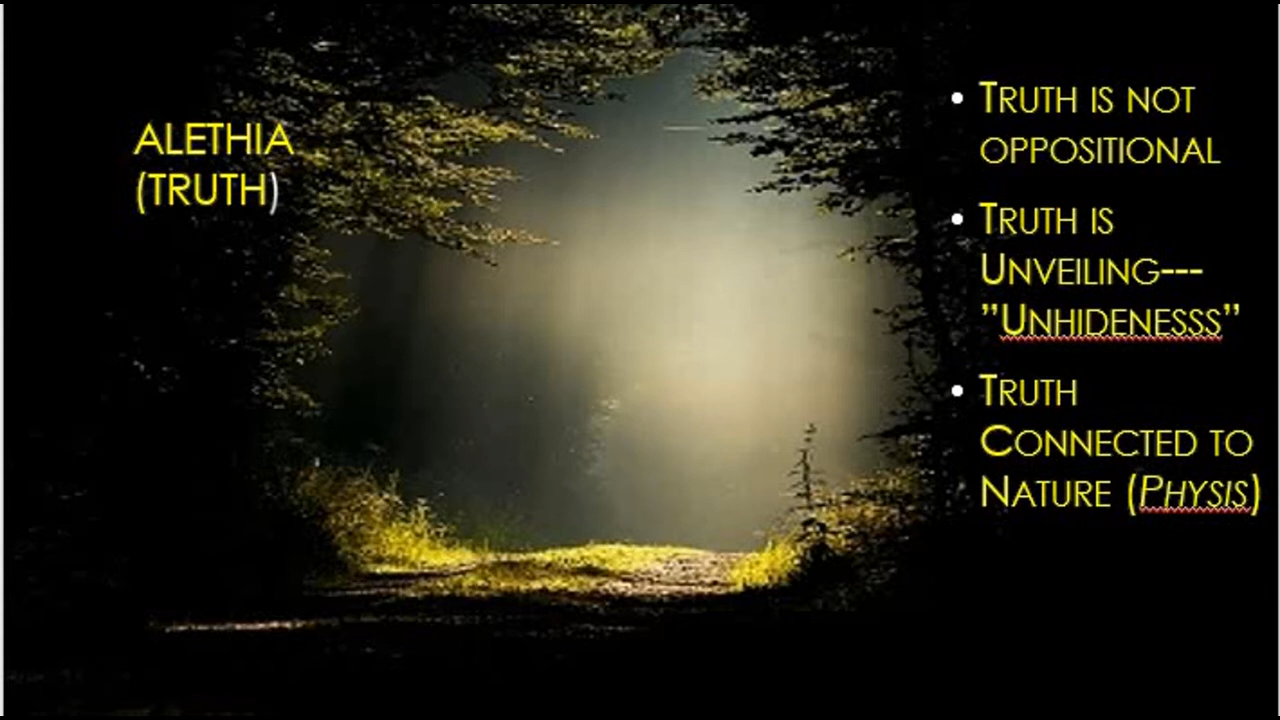 ALETHIA
(TRUTH)
• TRUTH IS NOT
OPPOSITIONAL
• TRUTH IS
UNVEILING---
”UNHIDENESSS”
• TRUTH
CONNECTED TO
NATURE (PHYSIS)